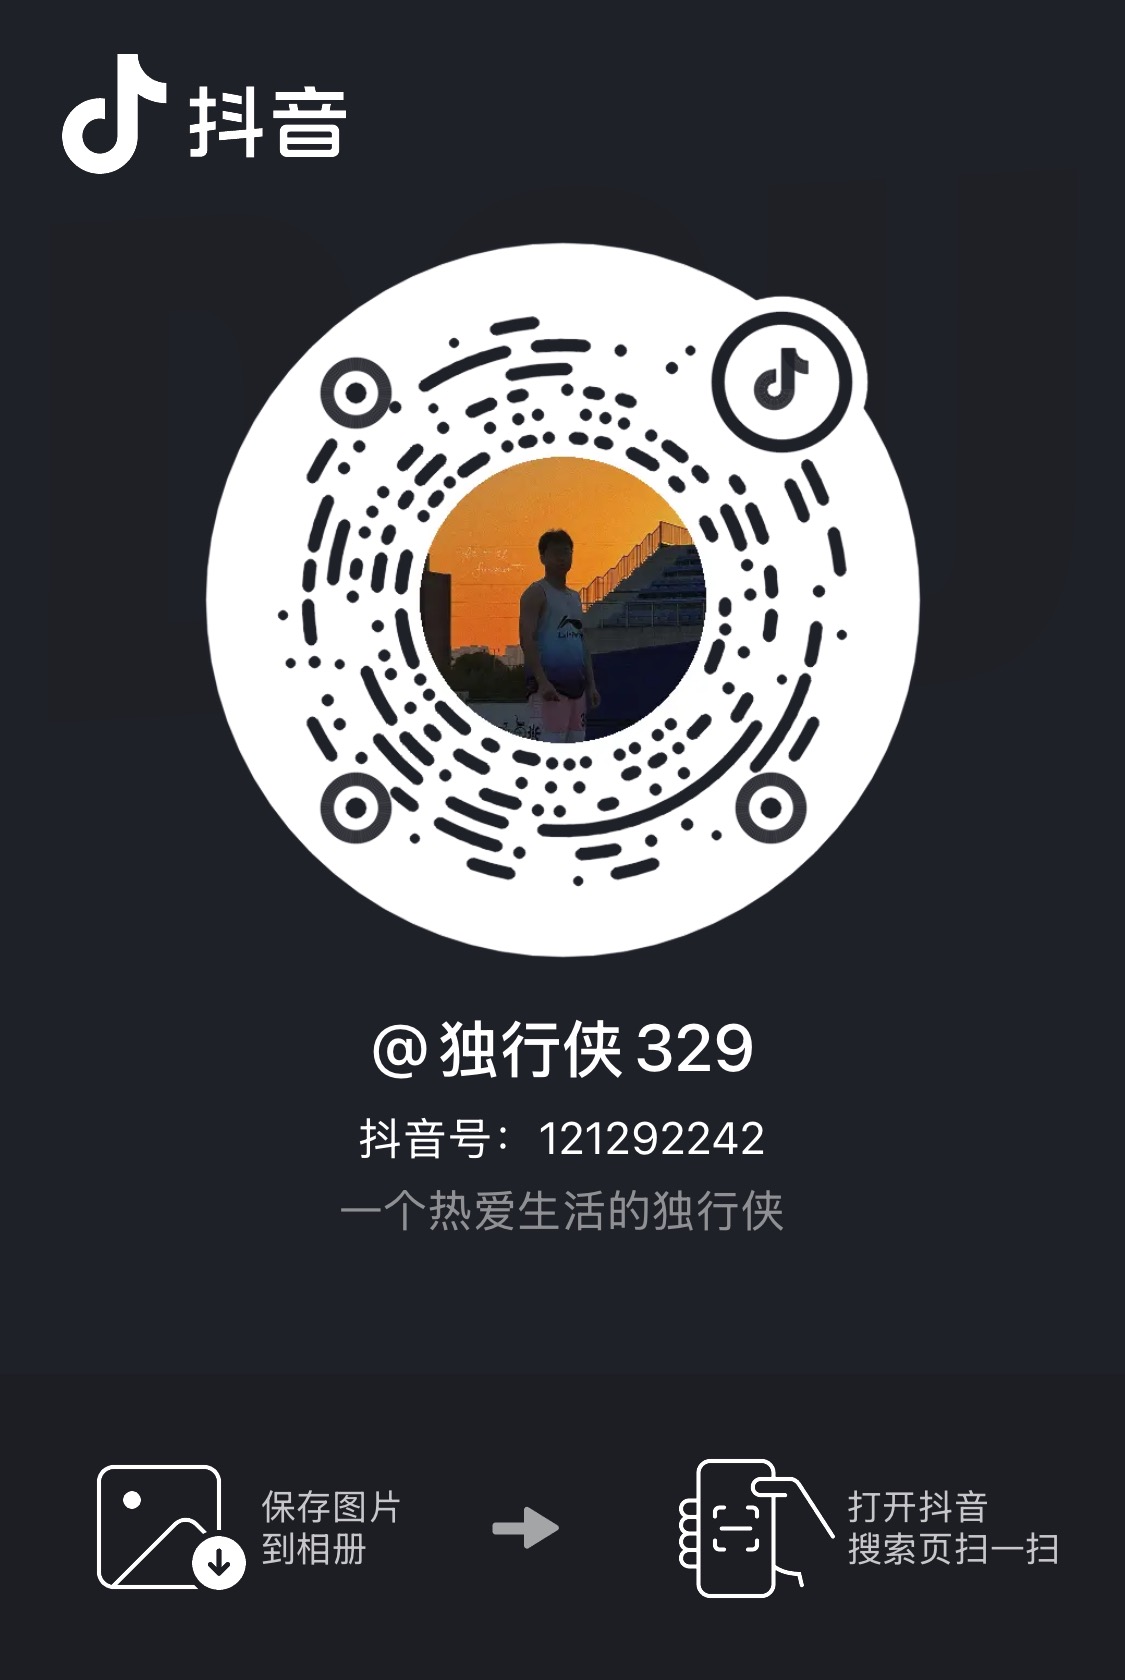 抖音
@独行侠329
抖音号：121292242
一个热爱生活的独行侠
保存图片
到相册
打开抖音
搜索页扫一扫